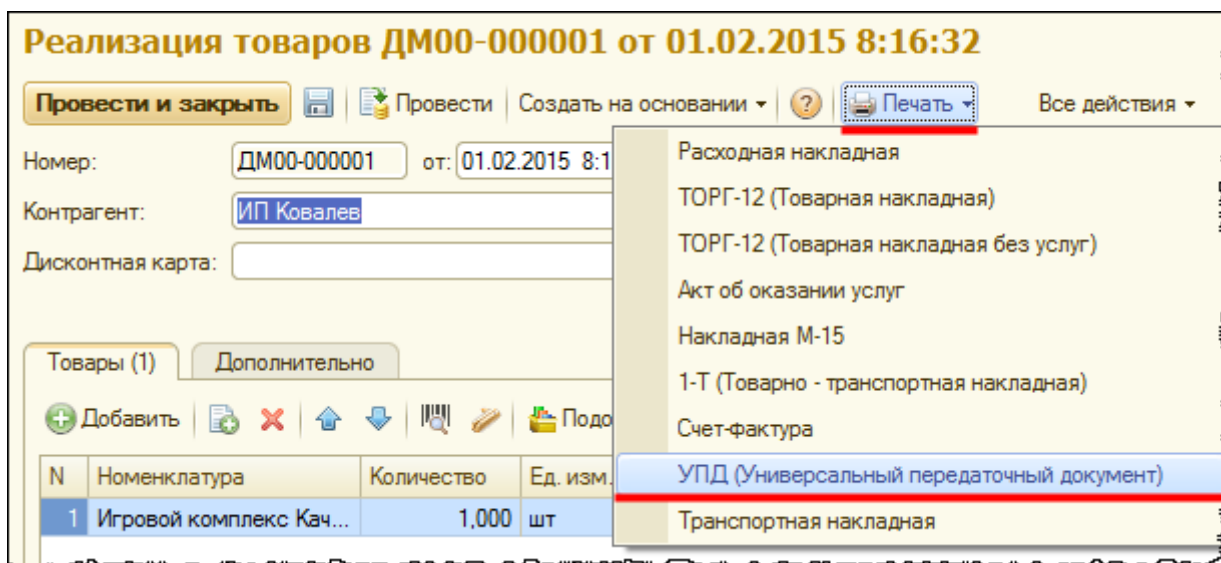 Реализация товаров ДМ00-000001 от 01.02.2015 8:16:32
Провести и закрыть Провести Создать на основании Печать Все действия
Номер: ДМ00-000001 от: 01.02.2015 8:1
Контрагент: ИП Ковалев
Дисконтная карта:
Расходная накладная
ТОРГ-12 (Товарная накладная)
ТОРГ-12 (Товарная накладная без услуг)
Акт об оказании услуг
Накладная М-15
1-Т (Товарно - транспортная накладная)
Счет-фактура
УПД (Универсальный передаточный документ)
Транспортная накладная
Товары (1) Дополнительно
Добавить Подо
N Номенклатура Количество Ед. изм.
1 Игровой комплекс Кач... 1,000 шт